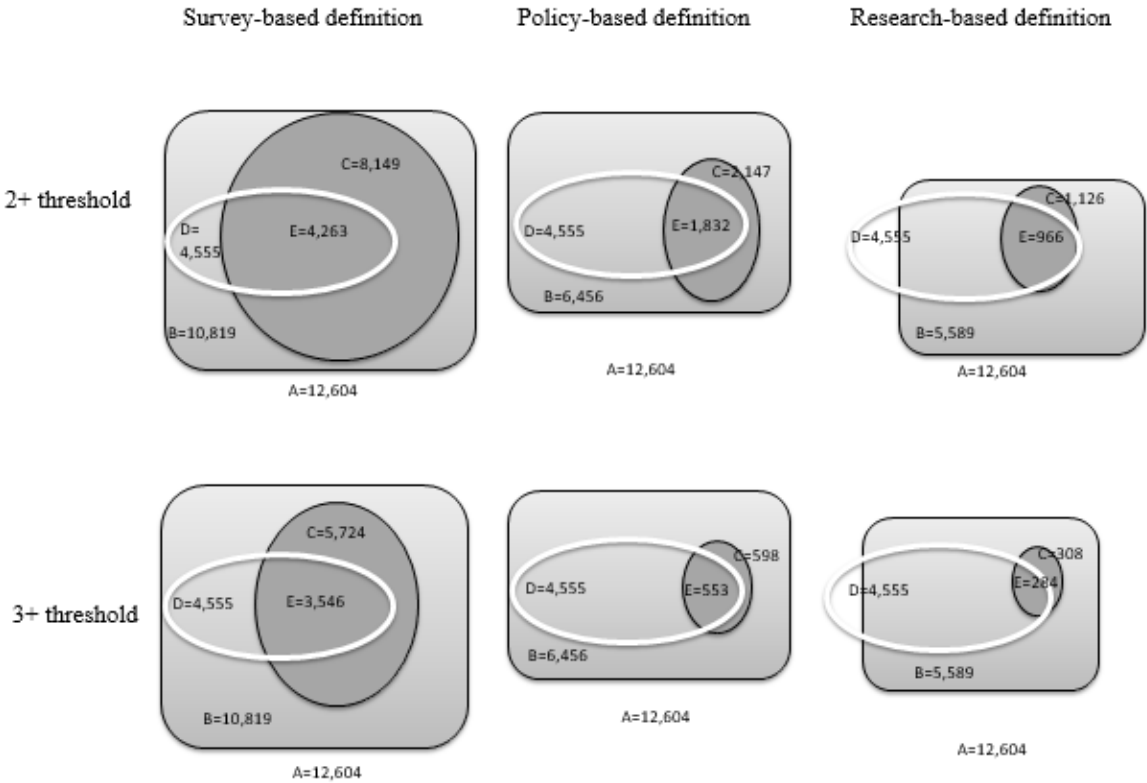 Survey-based definition
Policy-based definition
Research-based definition
2+ threshold
C=8,149
D=
4,555
E=4,263
B=10,819
A=12,604
C=2,147
D=4,555
E=1,832
B=6,456
A=12,604
C=1,126
D=4,555
E=966
B=5,589
A=12,604
3+ threshold
C=5,724
D=4,555
E=3,546
B=10,819
A=12,604
C=598
D=4,555
E=553
B=6,456
A=12,604
C=308
E=284
D=4,555
B=5,589
A=12,604